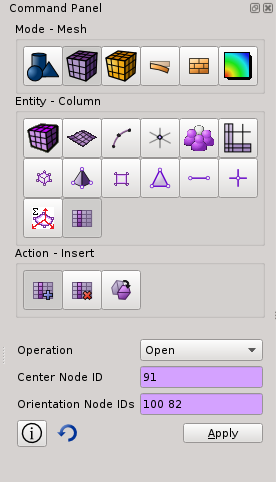 Command Panel
Mode - Mesh
Entity - Column
Action - Insert
Operation Open
Center Node ID 91
Orientation Node IDs 100 82
Apply